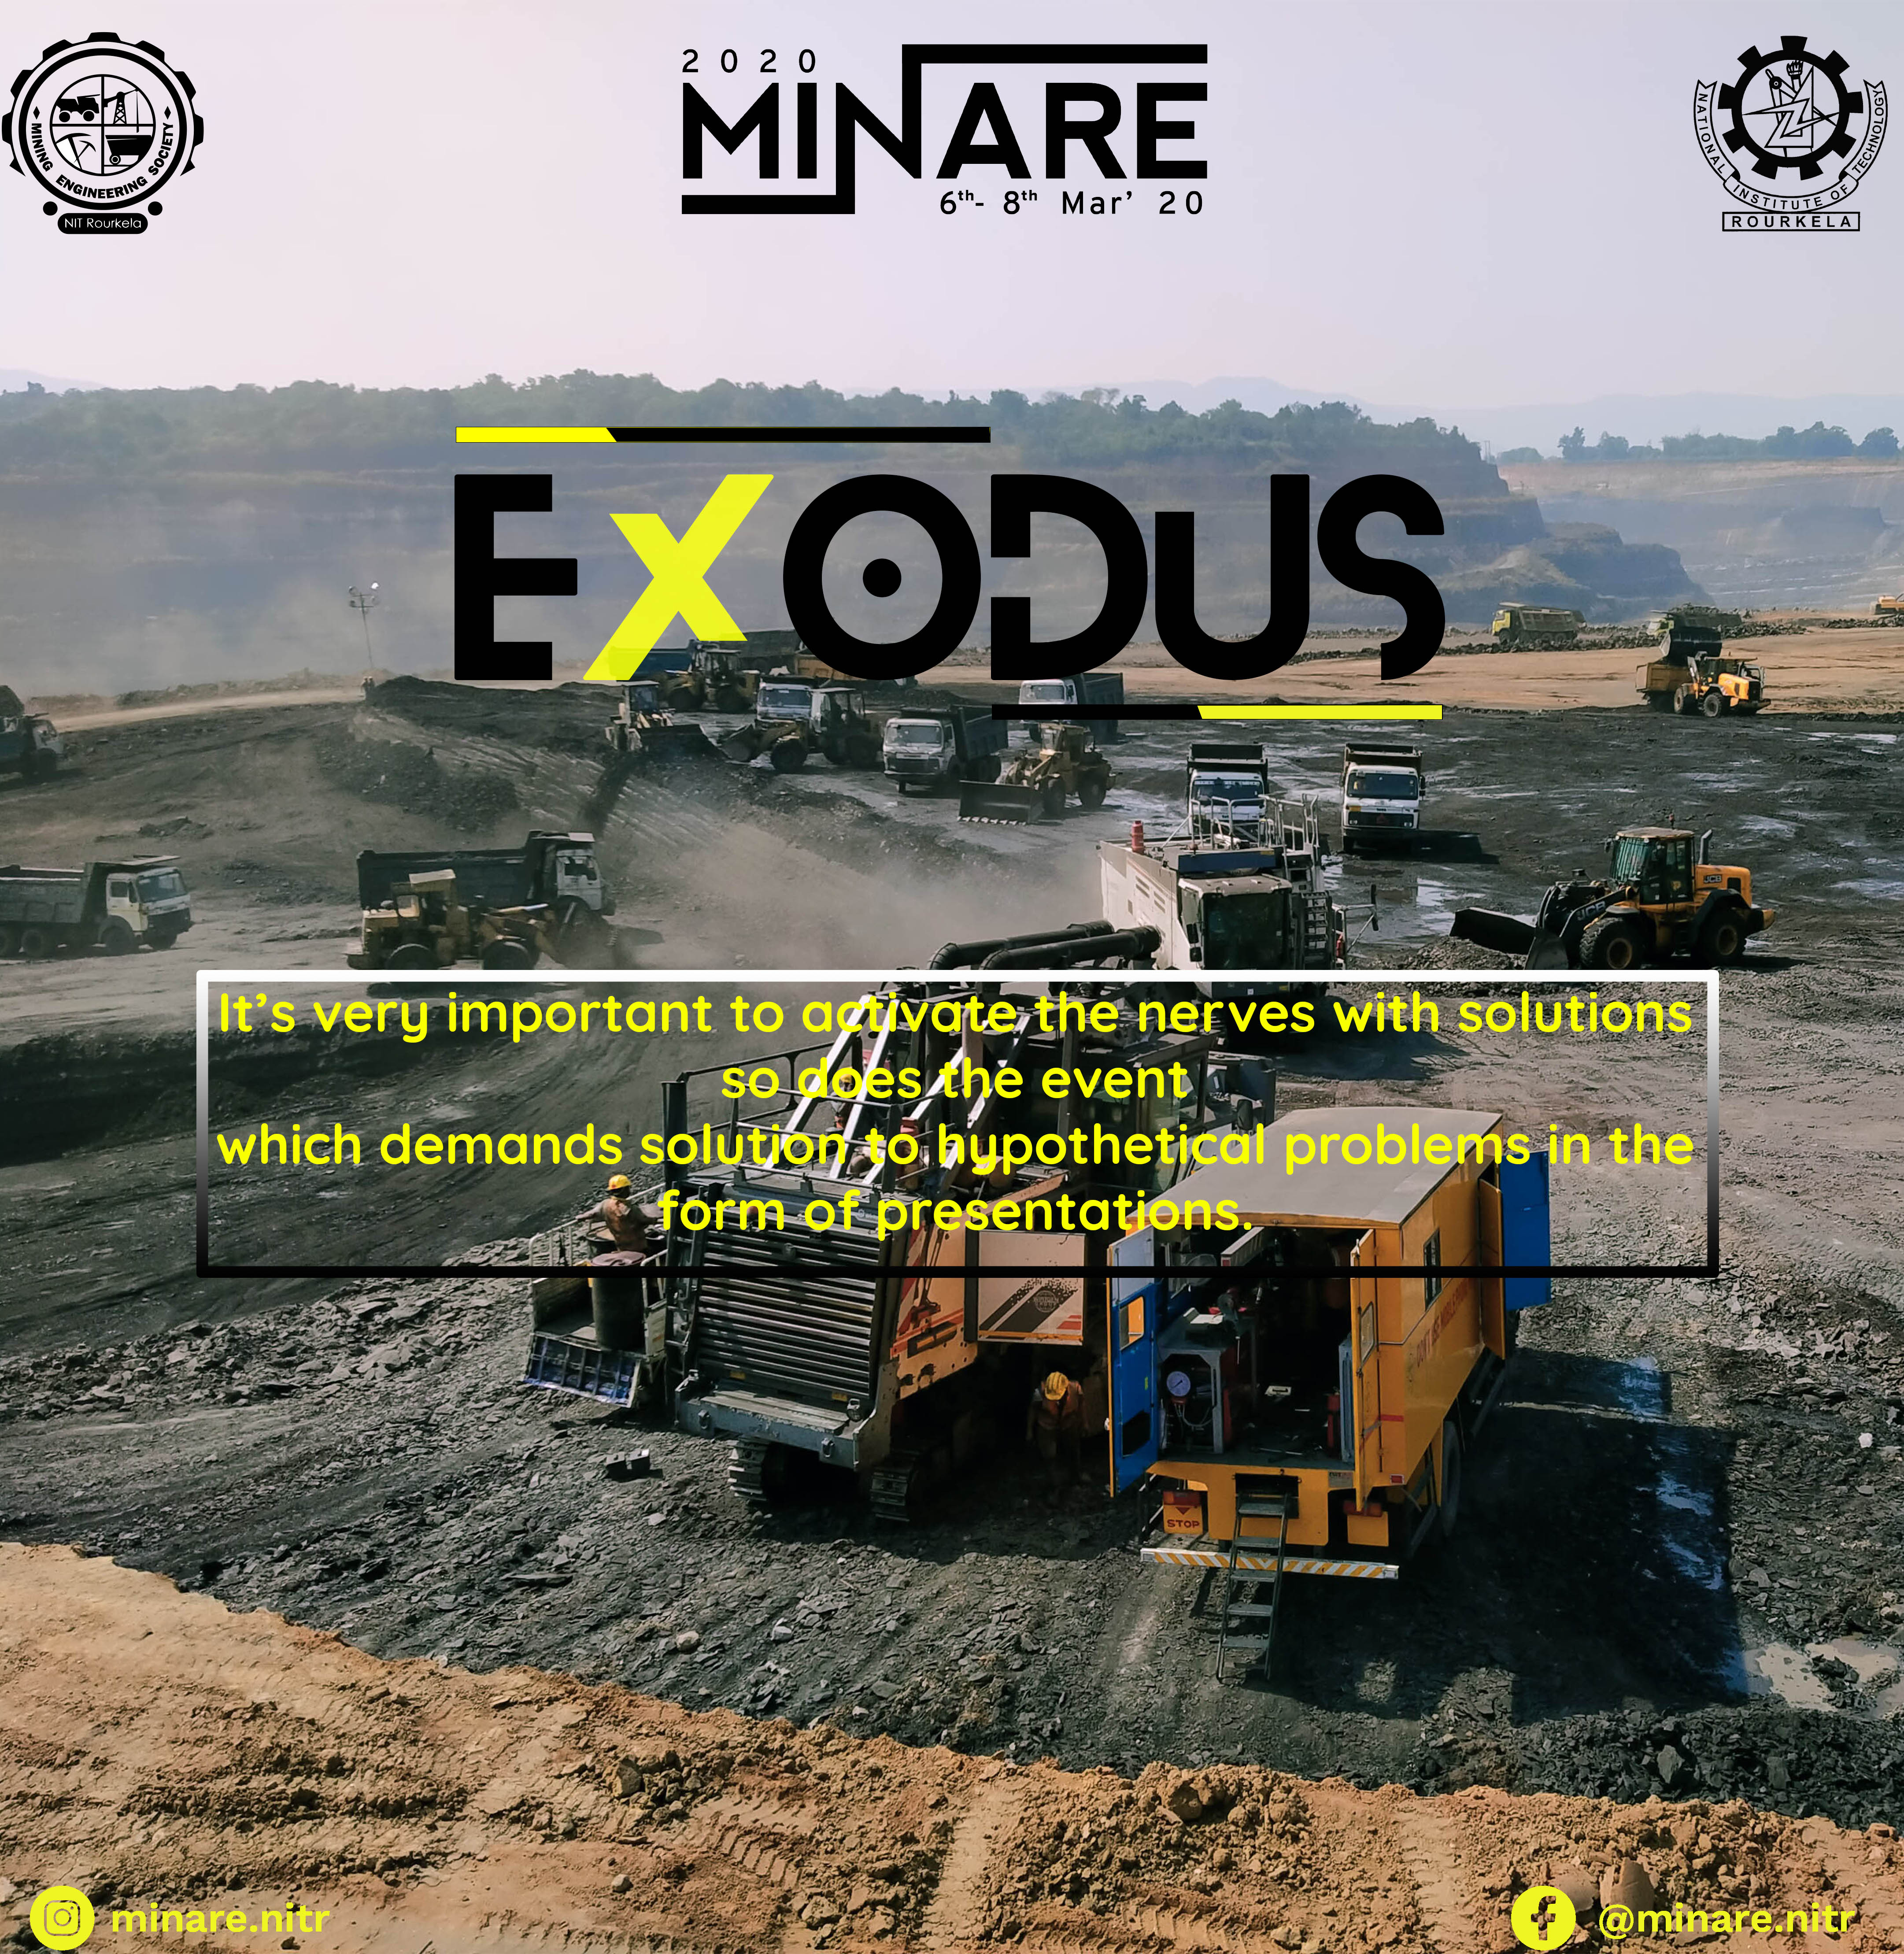 2020
MINARE
6th- 8th Mar' 20
MINING ENGINEERING SOCIETY
NIT Rourkela
NATIONAL INSTITUTE OF TECHNOLOGY
ROURKELA
EXODUS
It's very important to activate the nerves with solutions
so does the event
which demands solution to hypothetical problems in the
form of presentations.
JCB
JCB
STOP
minare.nitr
@minare.nitr